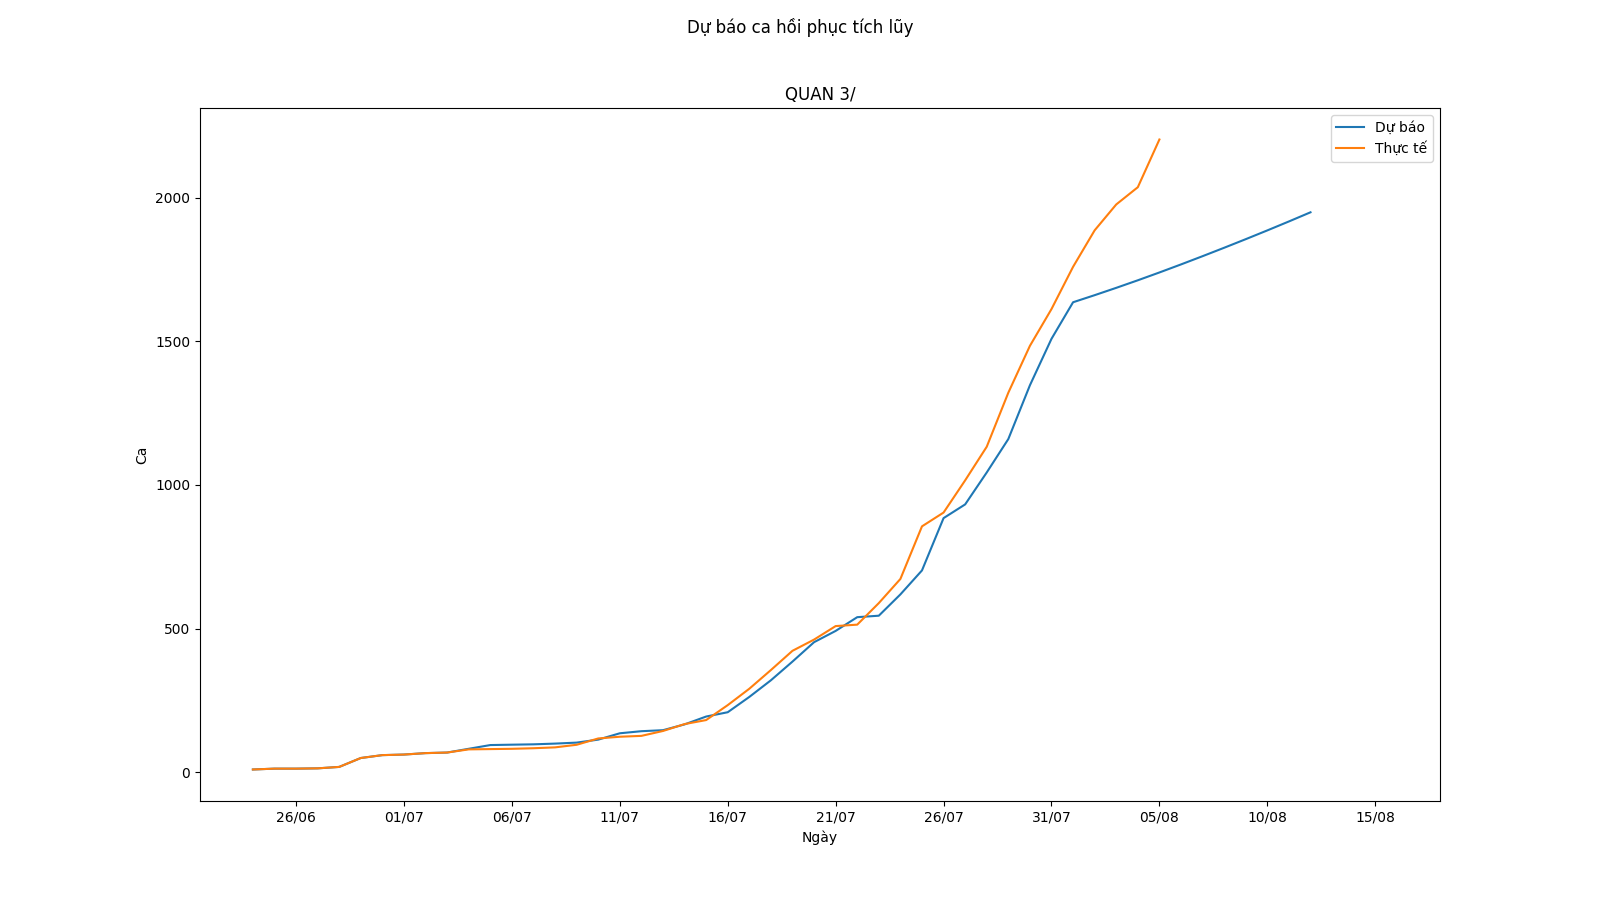 Dự báo ca hồi phục tích lũy
QUAN 3/
Dự báo
Thực tế
2000
1500
1000
500
0
Ca
26/06 01/07 06/07 11/07 16/07 21/07 26/07 31/07 05/08 10/08 15/08
Ngày